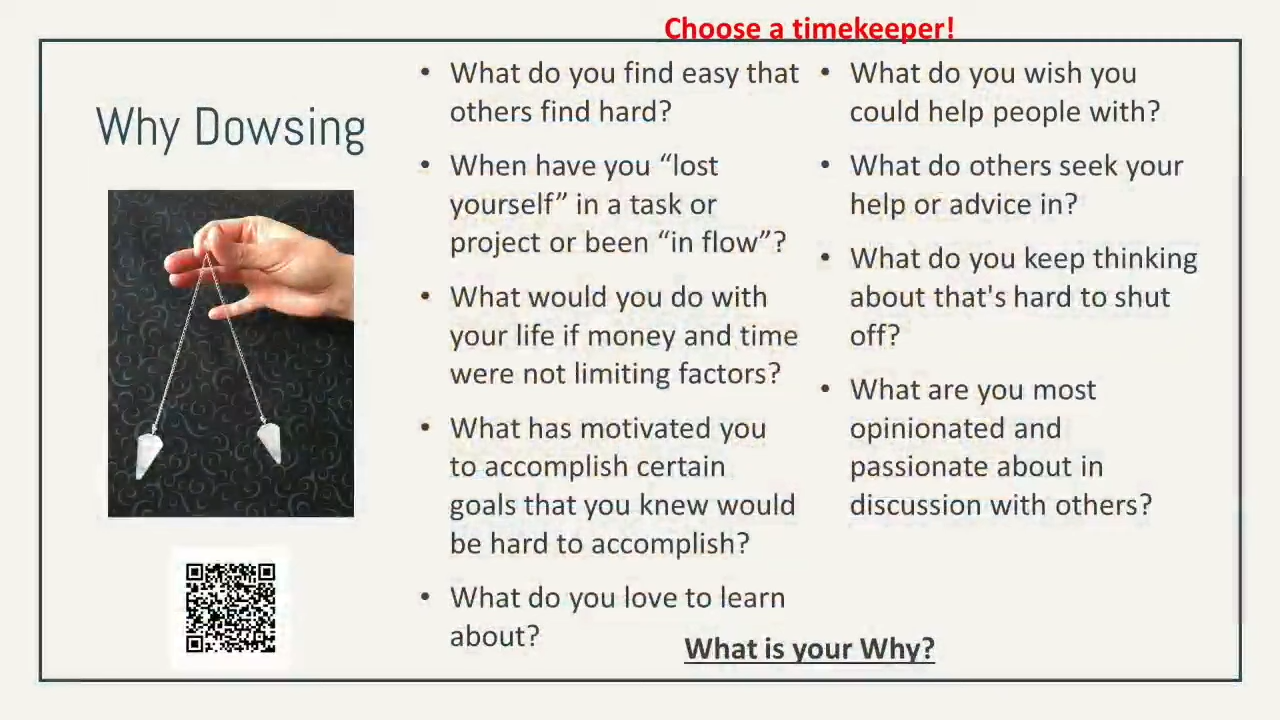 Choose a timekeeper!
Why Dowsing
• What do you find easy that
others find hard?
• When have you “lost
yourself” in a task or
project or been “in flow”?
• What would you do with
your life if money and time
were not limiting factors?
• What has motivated you
to accomplish certain
goals that you knew would
be hard to accomplish?
• What do you love to learn
about?
• What do you wish you
could help people with?
• What do others seek your
help or advice in?
• What do you keep thinking
about that's hard to shut
off?
• What are you most
opinionated and
passionate about in
discussion with others?
What is your Why?